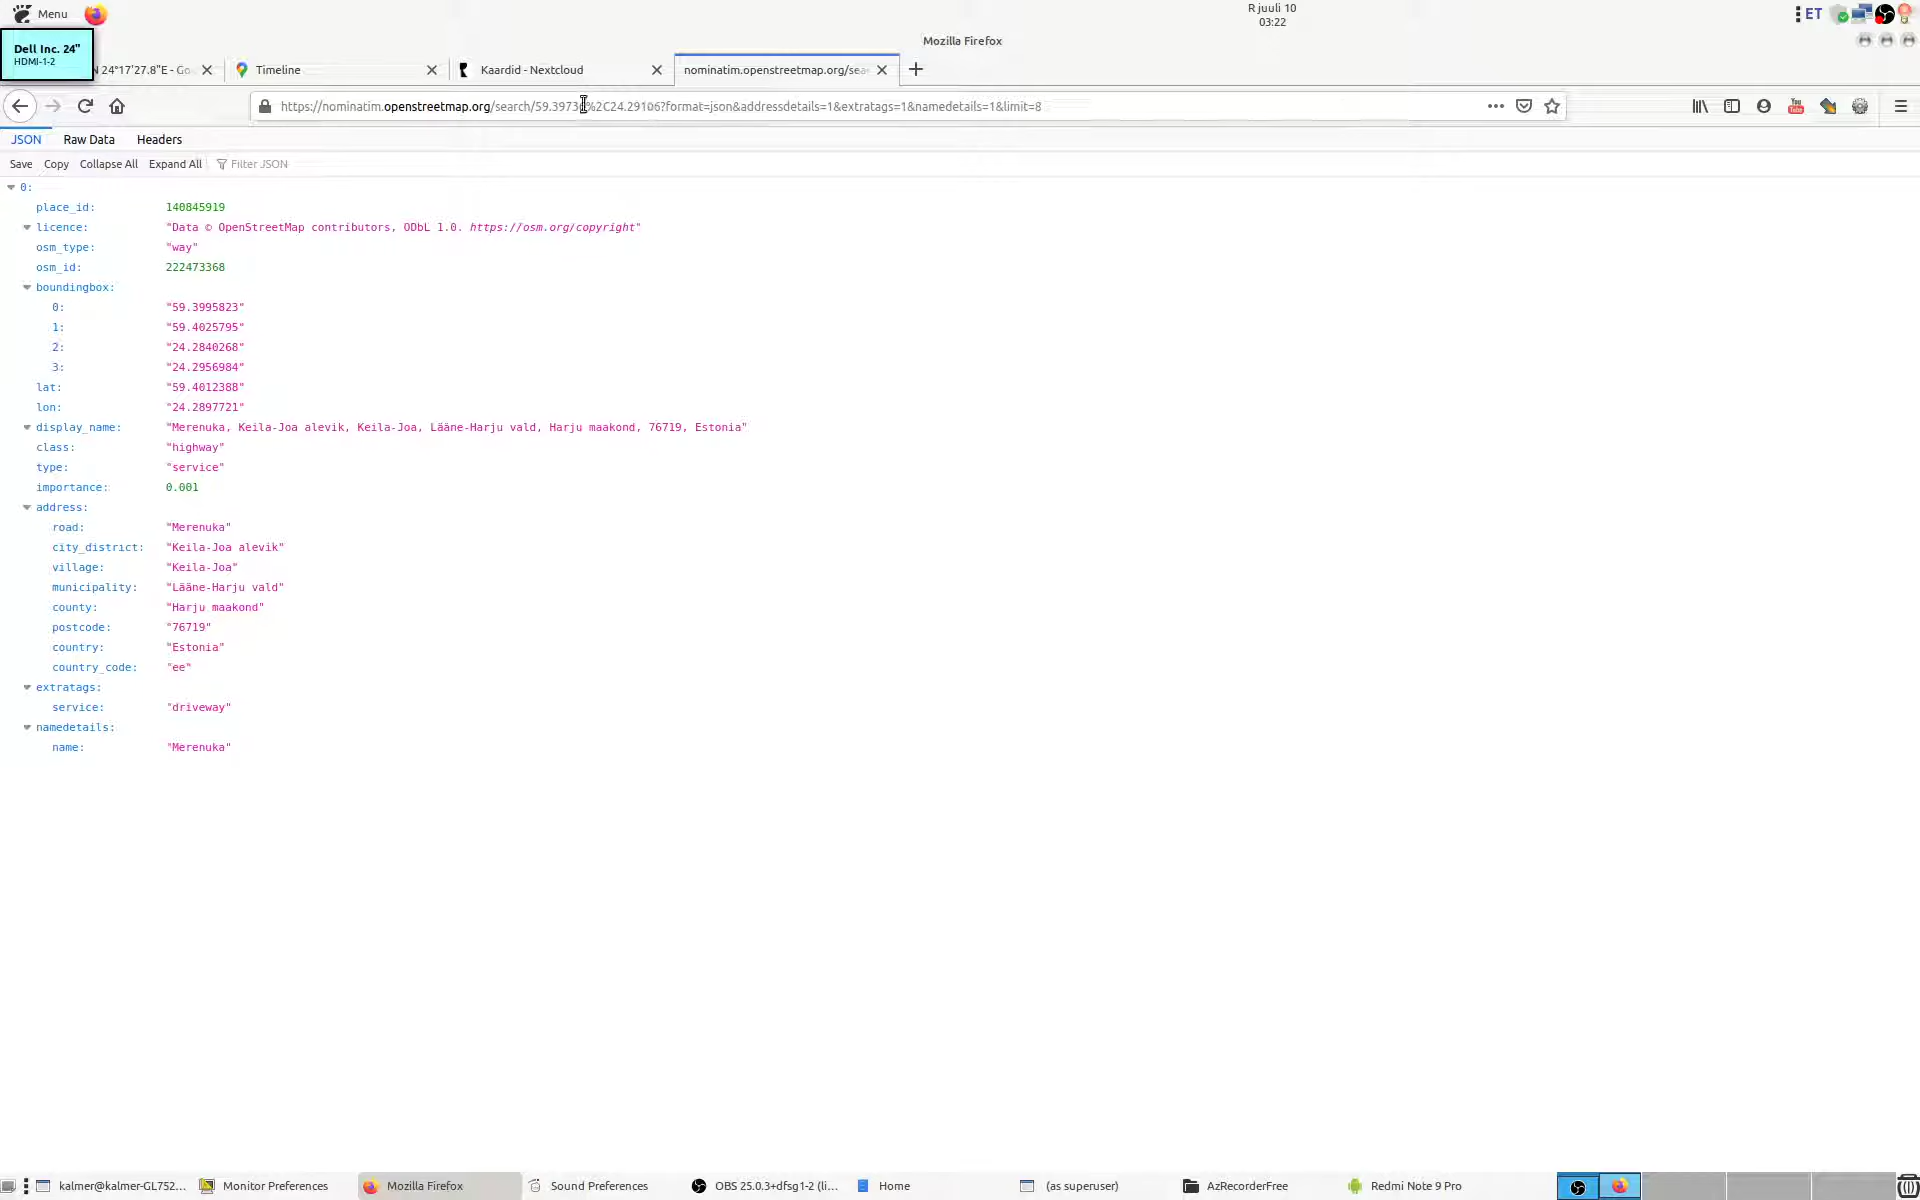 Menu
R juuli 10
03:22
ET
Mozilla Firefox
Dell Inc. 24"
HDMI-1-2
N 24°17'27.8"E - Go
Timeline
Kaardid - Nextcloud
nominatim.openstreetmap.org/sea
https://nominatim.openstreetmap.org/search/59.3973 %2C24.29106?format=json&addressdetails=1&extratags=1&namedetails=1&limit=8
JSON
Raw Data
Headers
Save
Copy
Collapse All
Expand All
Filter JSON
0:
place_id: 140845919
licence: "Data © OpenStreetMap contributors, ODbL 1.0. https://osm.org/copyright"
osm_type: "way"
osm_id: 222473368
boundingbox:
0: "59.3995823"
1: "59.4025795"
2: "24.2840268"
3: "24.2956984"
lat: "59.4012388"
lon: "24.2897721"
display_name: "Merenuka, Keila-Joa alevik, Keila-Joa, Lääne-Harju vald, Harju maakond, 76719, Estonia"
class: "highway"
type: "service"
importance: 0.001
address:
road: "Merenuka"
city_district: "Keila-Joa alevik"
village: "Keila-Joa"
municipality: "Lääne-Harju vald"
county: "Harju maakond"
postcode: "76719"
country: "Estonia"
country_code: "ee"
extratags:
service: "driveway"
namedetails:
name: "Merenuka"
kalmer@kalmer-GL752...
Monitor Preferences
Mozilla Firefox
Sound Preferences
OBS 25.0.3+dfsg1-2 (li...
Home
(as superuser)
AzRecorderFree
Redmi Note 9 Pro